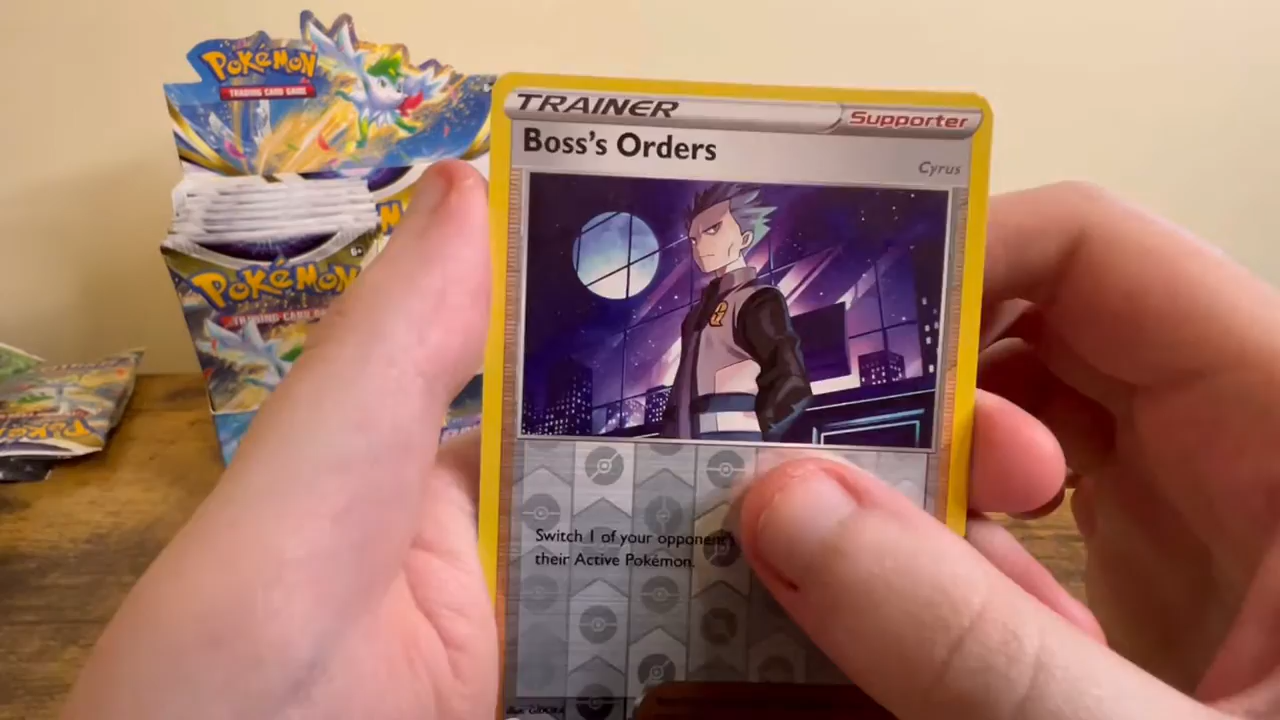 POKÉMON
TRADING CARD GAME
POKÉMON
TRAINER
Supporter
Boss's Orders
Cyrus
Switch 1 of your opponent's
their Active Pokémon.